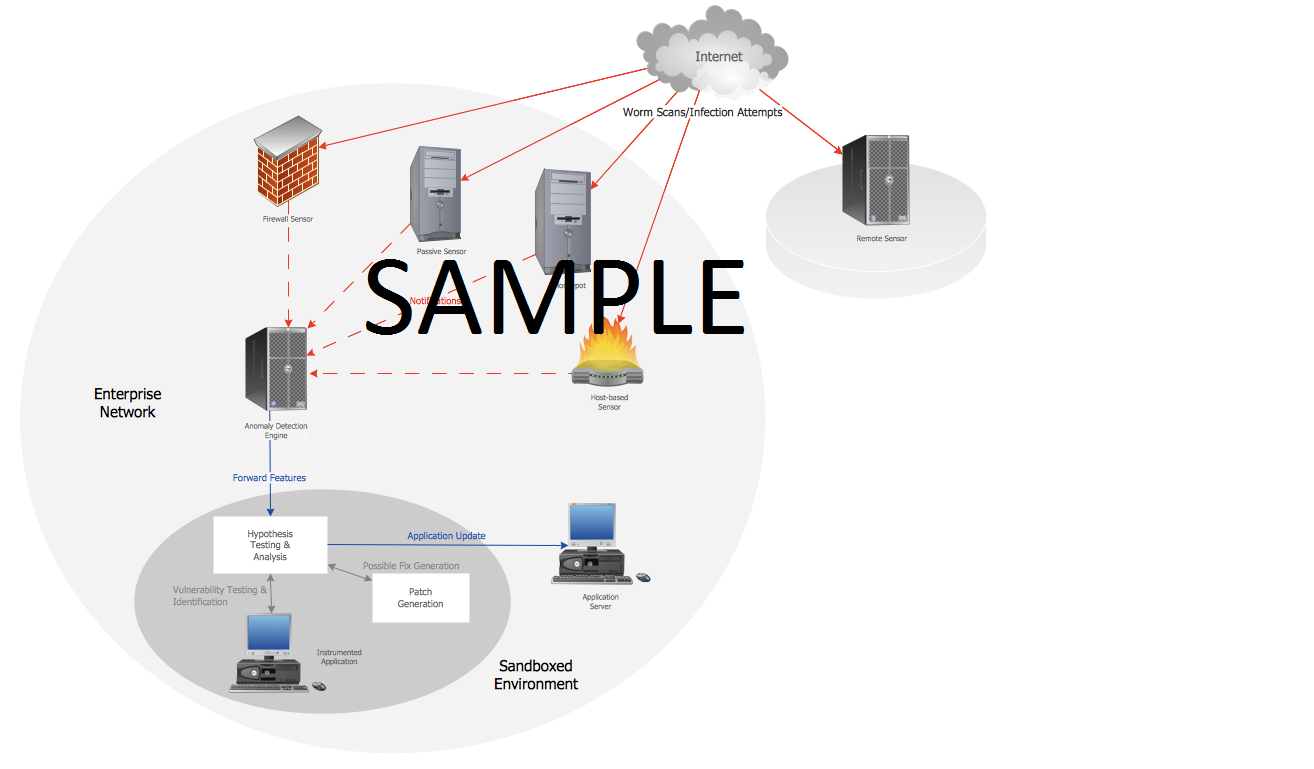 Internet
Worm Scans/Infection Attempts
Firewall Sensor
Passive Sensor
Remote Sensor
SAMPLE
Notifications
Enterprise
Network
Host-based
Sensor
Anomaly Detection
Engine
Forward Features
Hypothesis
Testing &
Analysis
Application Update
Possible Fix Generation
Vulnerability Testing &
Identification
Patch
Generation
Application
Server
Instrumented
Application
Sandboxed
Environment